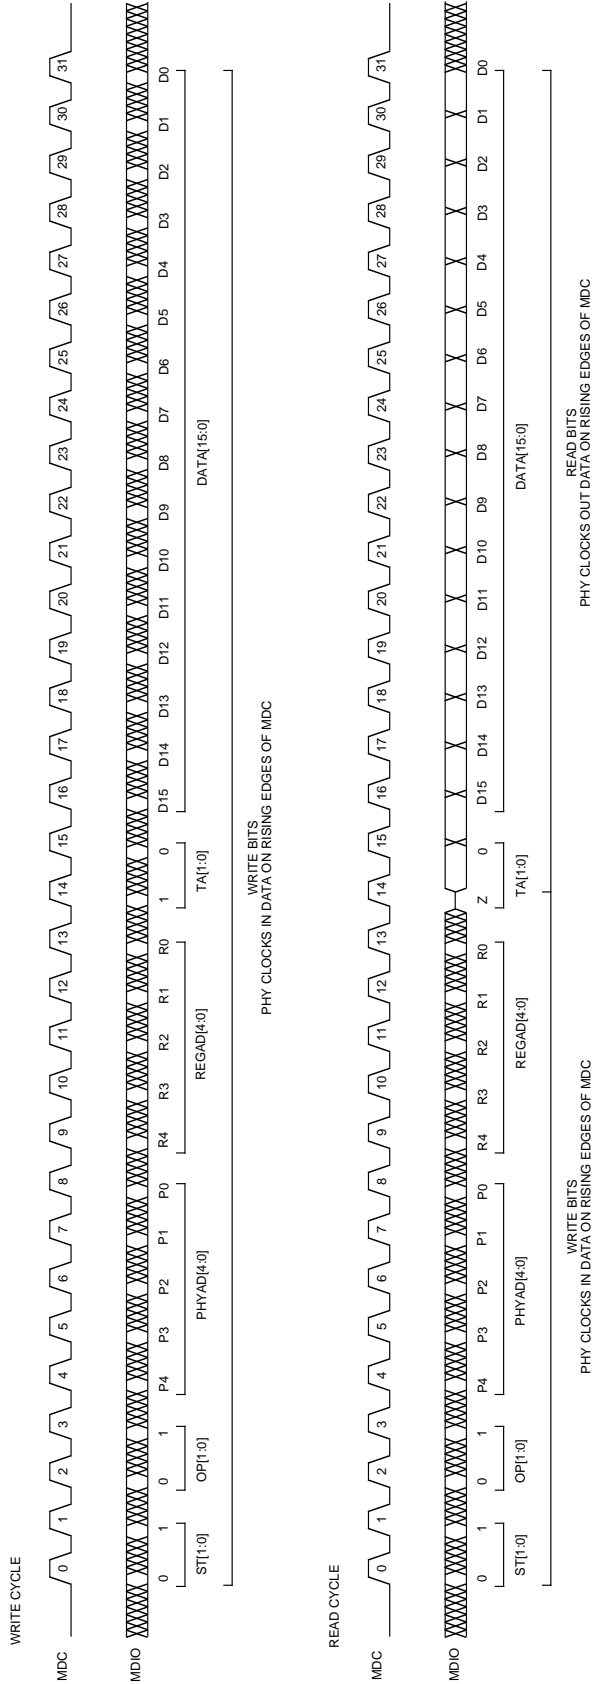 WRITE CYCLE
MDC 0 1 2 3 4 5 6 7 8 9 10 11 12 13 14 15 16 17 18 19 20 21 22 23 24 25 26 27 28 29 30 31
MDIO
0 1 0 1 P4 P3 P2 P1 P0 R4 R3 R2 R1 R0 1 0 D15 D14 D13 D12 D11 D10 D9 D8 D7 D6 D5 D4 D3 D2 D1 D0
ST[1:0] OP[1:0] PHYAD[4:0] REGAD[4:0] TA[1:0] DATA[15:0]
WRITE BITS
PHY CLOCKS IN DATA ON RISING EDGES OF MDC
READ CYCLE
MDC 0 1 2 3 4 5 6 7 8 9 10 11 12 13 14 15 16 17 18 19 20 21 22 23 24 25 26 27 28 29 30 31
MDIO
0 1 0 1 P4 P3 P2 P1 P0 R4 R3 R2 R1 R0 Z 0 D15 D14 D13 D12 D11 D10 D9 D8 D7 D6 D5 D4 D3 D2 D1 D0
ST[1:0] OP[1:0] PHYAD[4:0] REGAD[4:0] TA[1:0] DATA[15:0]
WRITE BITS
PHY CLOCKS IN DATA ON RISING EDGES OF MDC
READ BITS
PHY CLOCKS OUT DATA ON RISING EDGES OF MDC